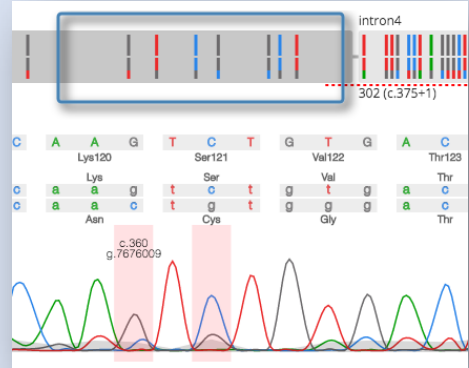 intron4
302 (c.375+1)
C A A G T C T G T G A C
Lys120 Ser121 Val122 Thr123
Lys Ser Val Thr
c a a g t c t g t g a c
c a a c t g t g g g a c
Asn Cys Gly Thr
c.360
g.7676009